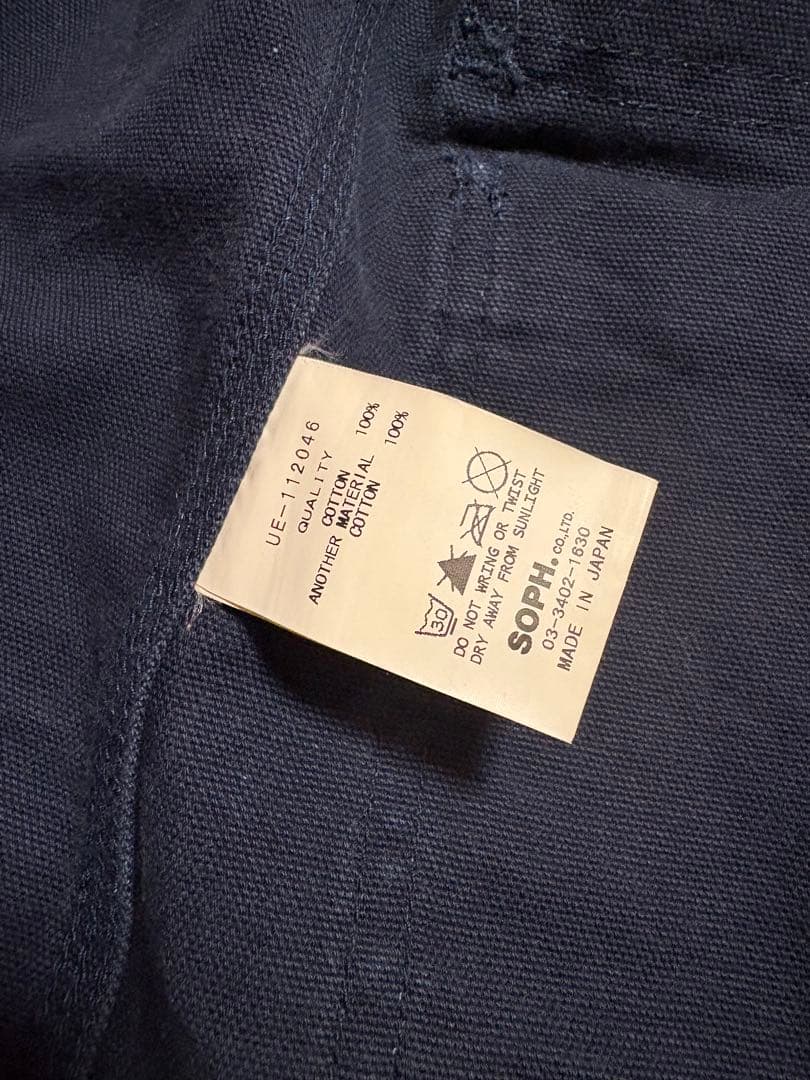 UE-112046
QUALITY
COTTON 100%
ANOTHER MATERIAL
COTTON 100%
30
DO NOT WRING OR TWIST
DRY AWAY FROM SUNLIGHT
SOPH. CO.,LTD.
03-3402-1630
MADE IN JAPAN